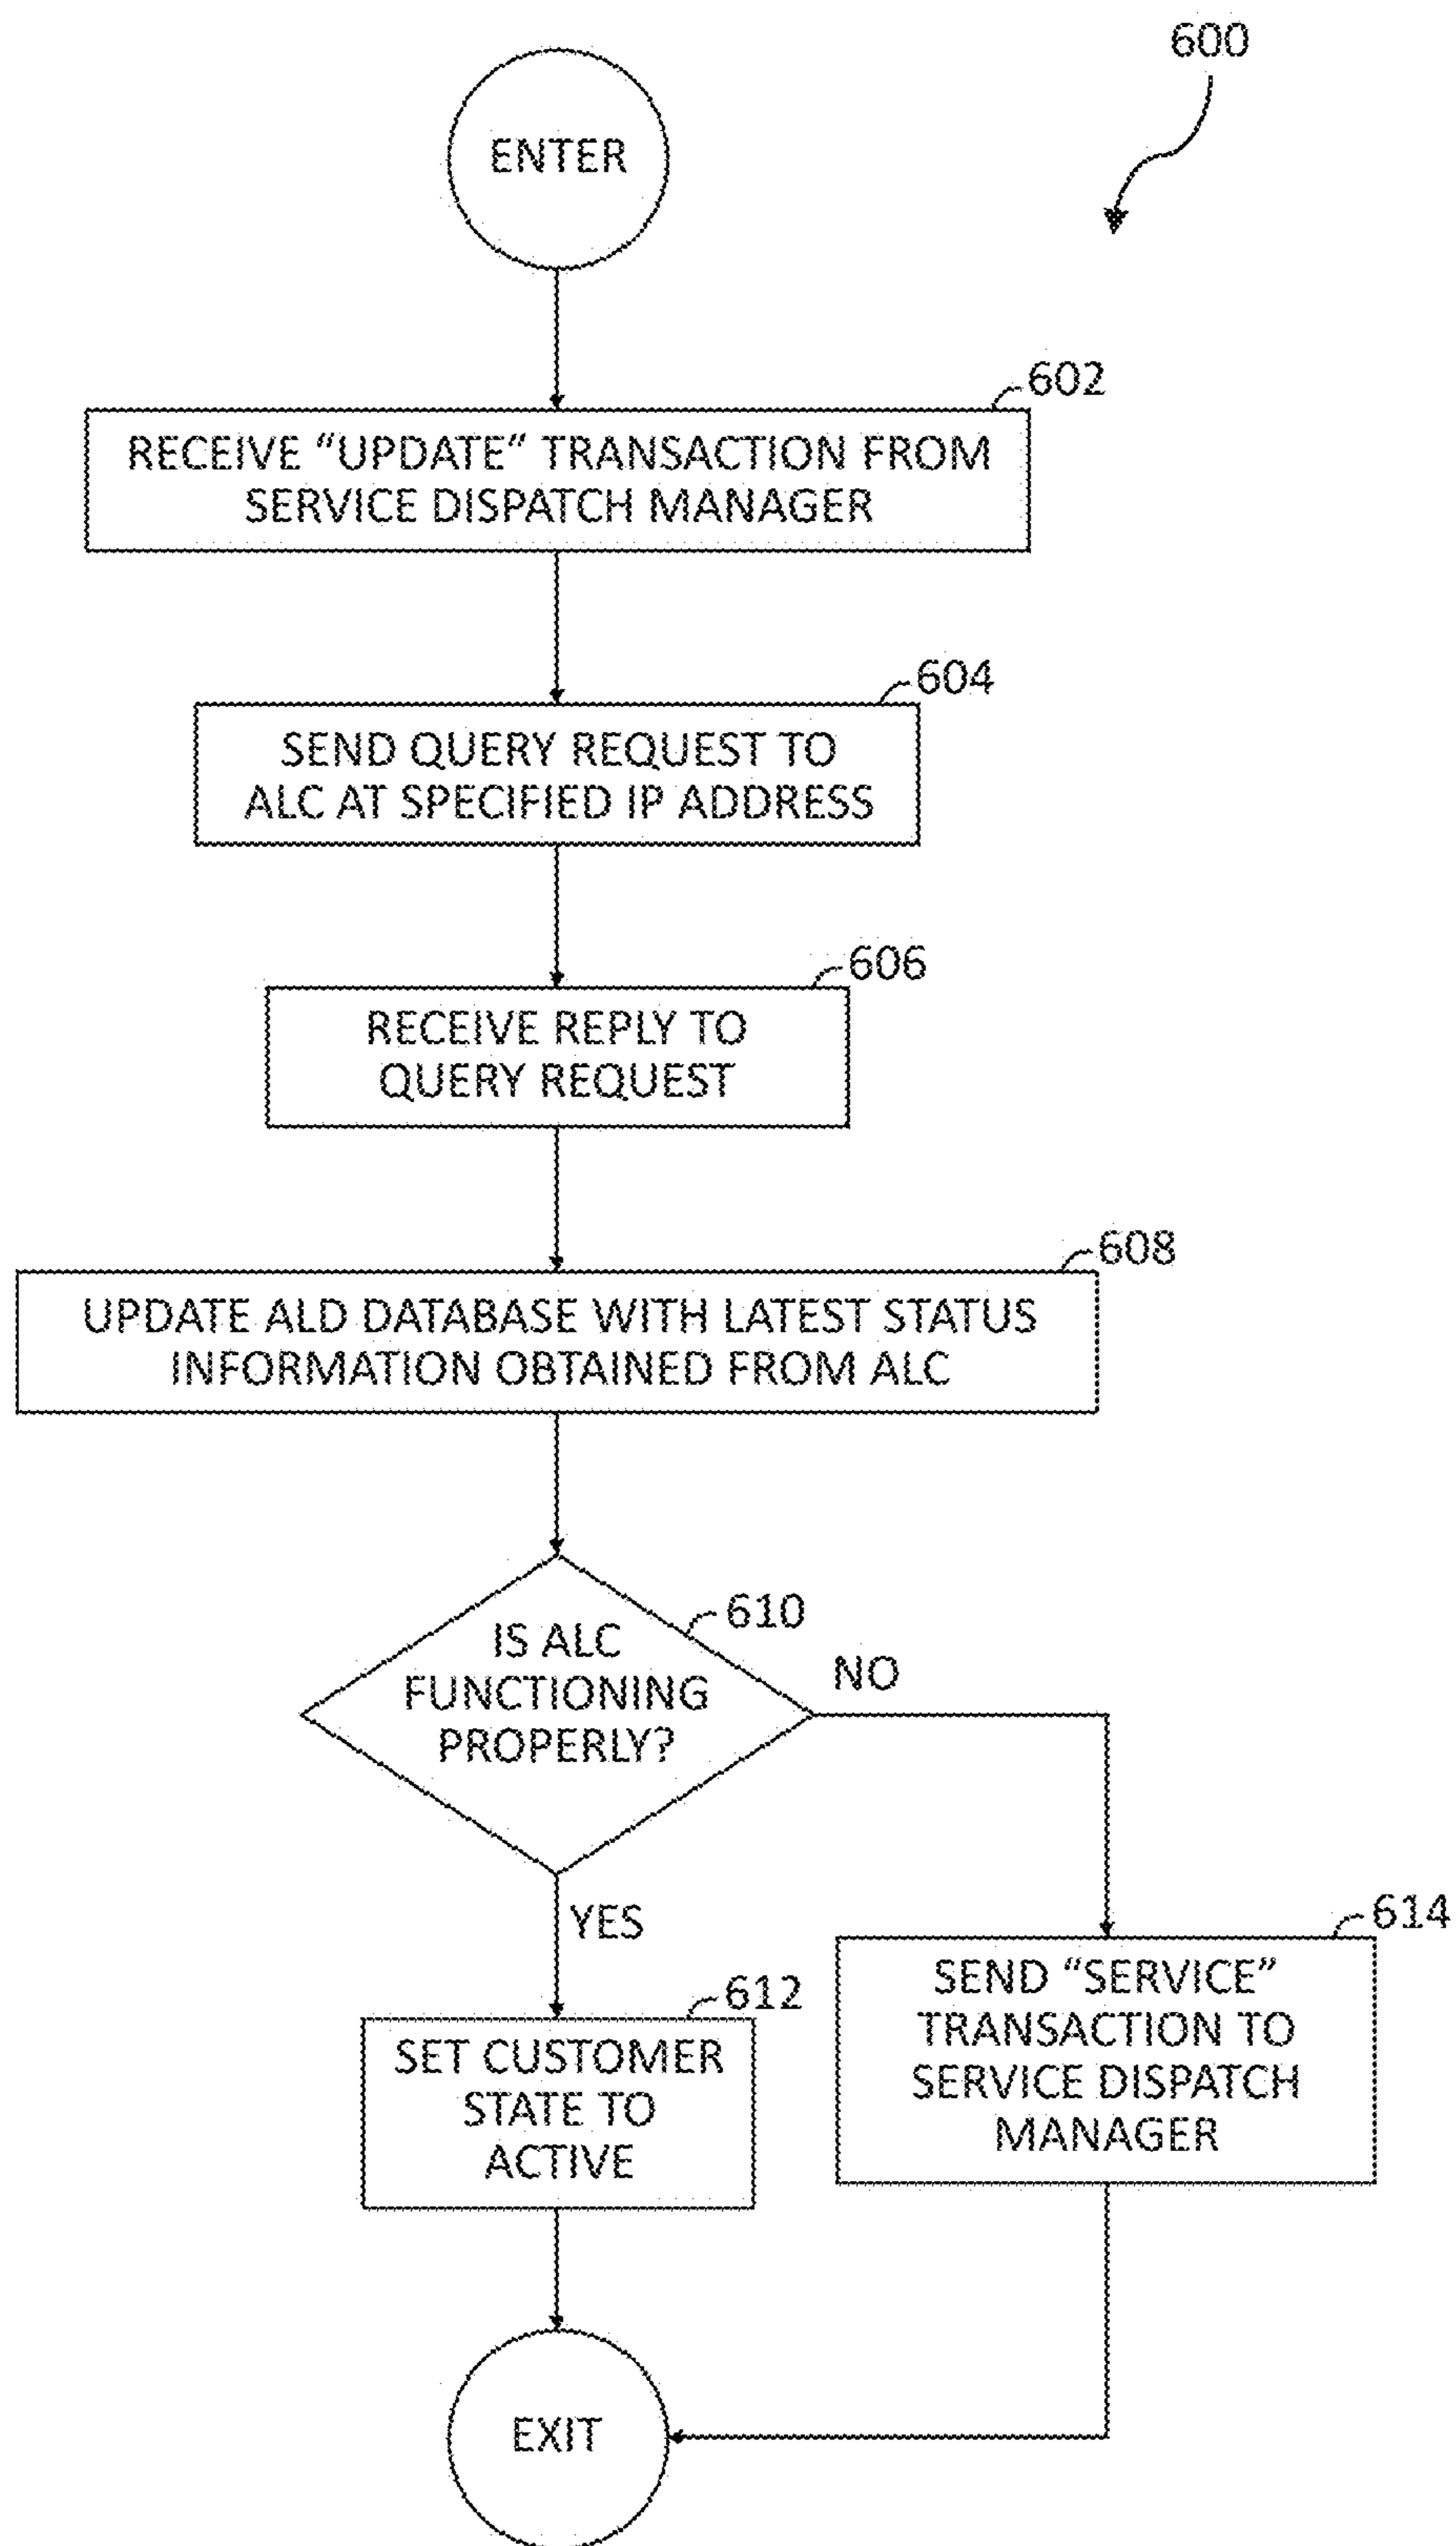 600
ENTER
602
RECEIVE “UPDATE“ TRANSACTION FROM
SERVICE DISPATCH MANAGER
604
SEND QUERY REQUEST TO
ALC AT SPECIFIED IP ADDRESS
606
RECEIVE REPLY TO
QUERY REQUEST
608
UPDATE ALD DATABASE WITH LATEST STATUS
INFORMATION OBTAINED FROM ALC
610
IS ALC
FUNCTIONING
PROPERLY?
NO
YES
612
SET CUSTOMER
STATE TO
ACTIVE
614
SEND “SERVICE”
TRANSACTION TO
SERVICE DISPATCH
MANAGER
EXIT